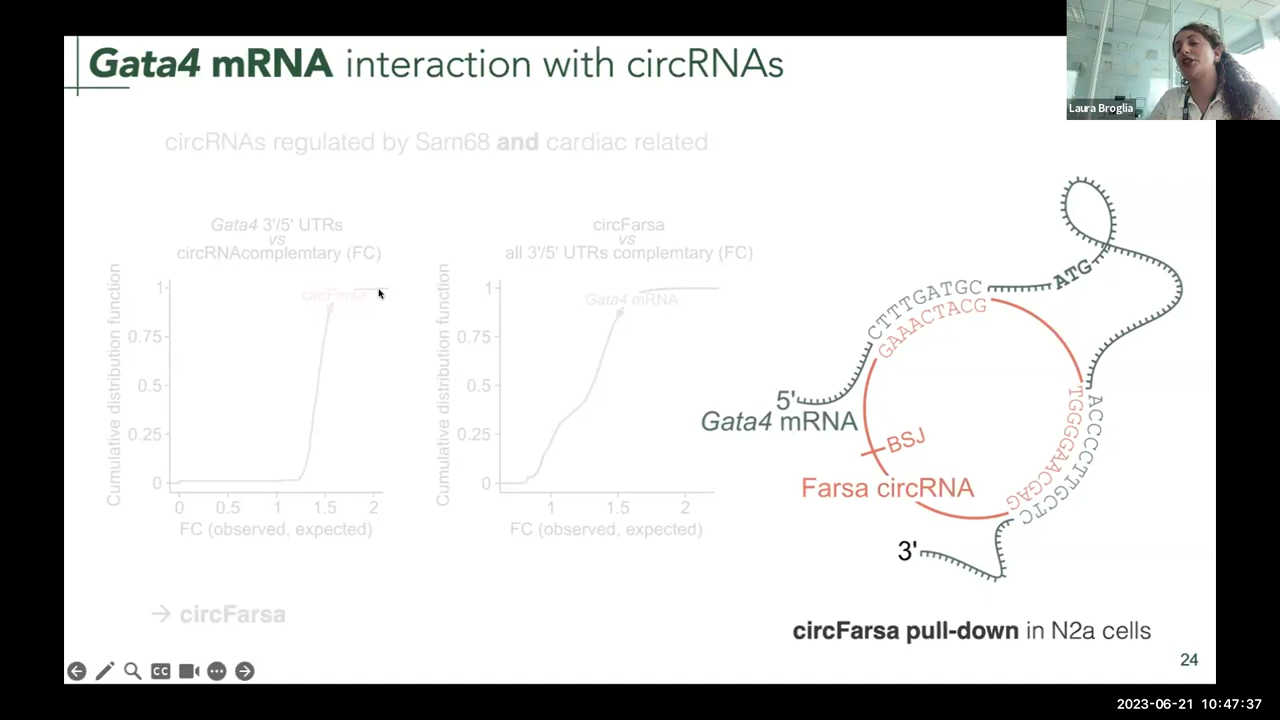 Gata4 mRNA interaction with circRNAs
Laura Broglia
circRNAs regulated by Sam68 and cardiac related
Gata4 3'/5' UTRs
vs
circRNAcomplemtary (FC)
Cumulative distribution function
1
0.75
0.5
0.25
0
circFarsa
0
0.5
1
1.5
2
FC (observed, expected)
circFarsa
vs
all 3'/5' UTRs complemtary (FC)
Cumulative distribution function
1
0.75
0.5
0.25
0
Gata4 mRNA
1
1.5
2
FC (observed, expected)
ATG
CTTTGATGC
GAAACTACG
5'
Gata4 mRNA
BSJ
Farsa circRNA
TGGGGAACGAG
ACCCCTTGCCTC
3'
→ circFarsa
circFarsa pull-down in N2a cells
24
CC
2023-06-21 10:47:37